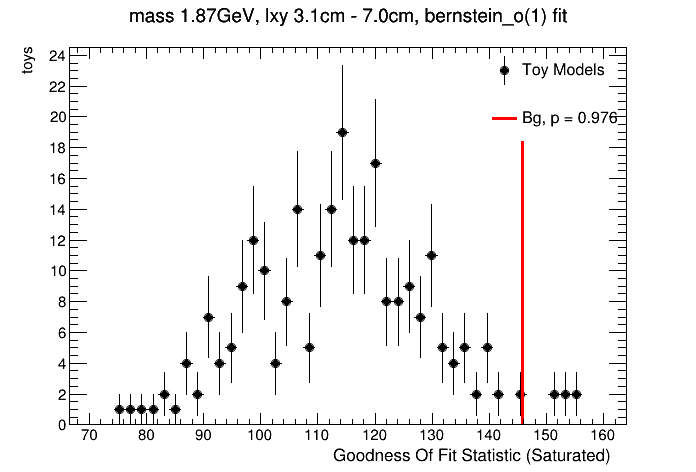 mass 1.87GeV, lxy 3.1cm - 7.0cm, bernstein_o(1) fit
toys
24
22
20
18
16
14
12
10
8
6
4
2
0
Toy Models
Bg, p = 0.976
70 80 90 100 110 120 130 140 150 160
Goodness Of Fit Statistic (Saturated)